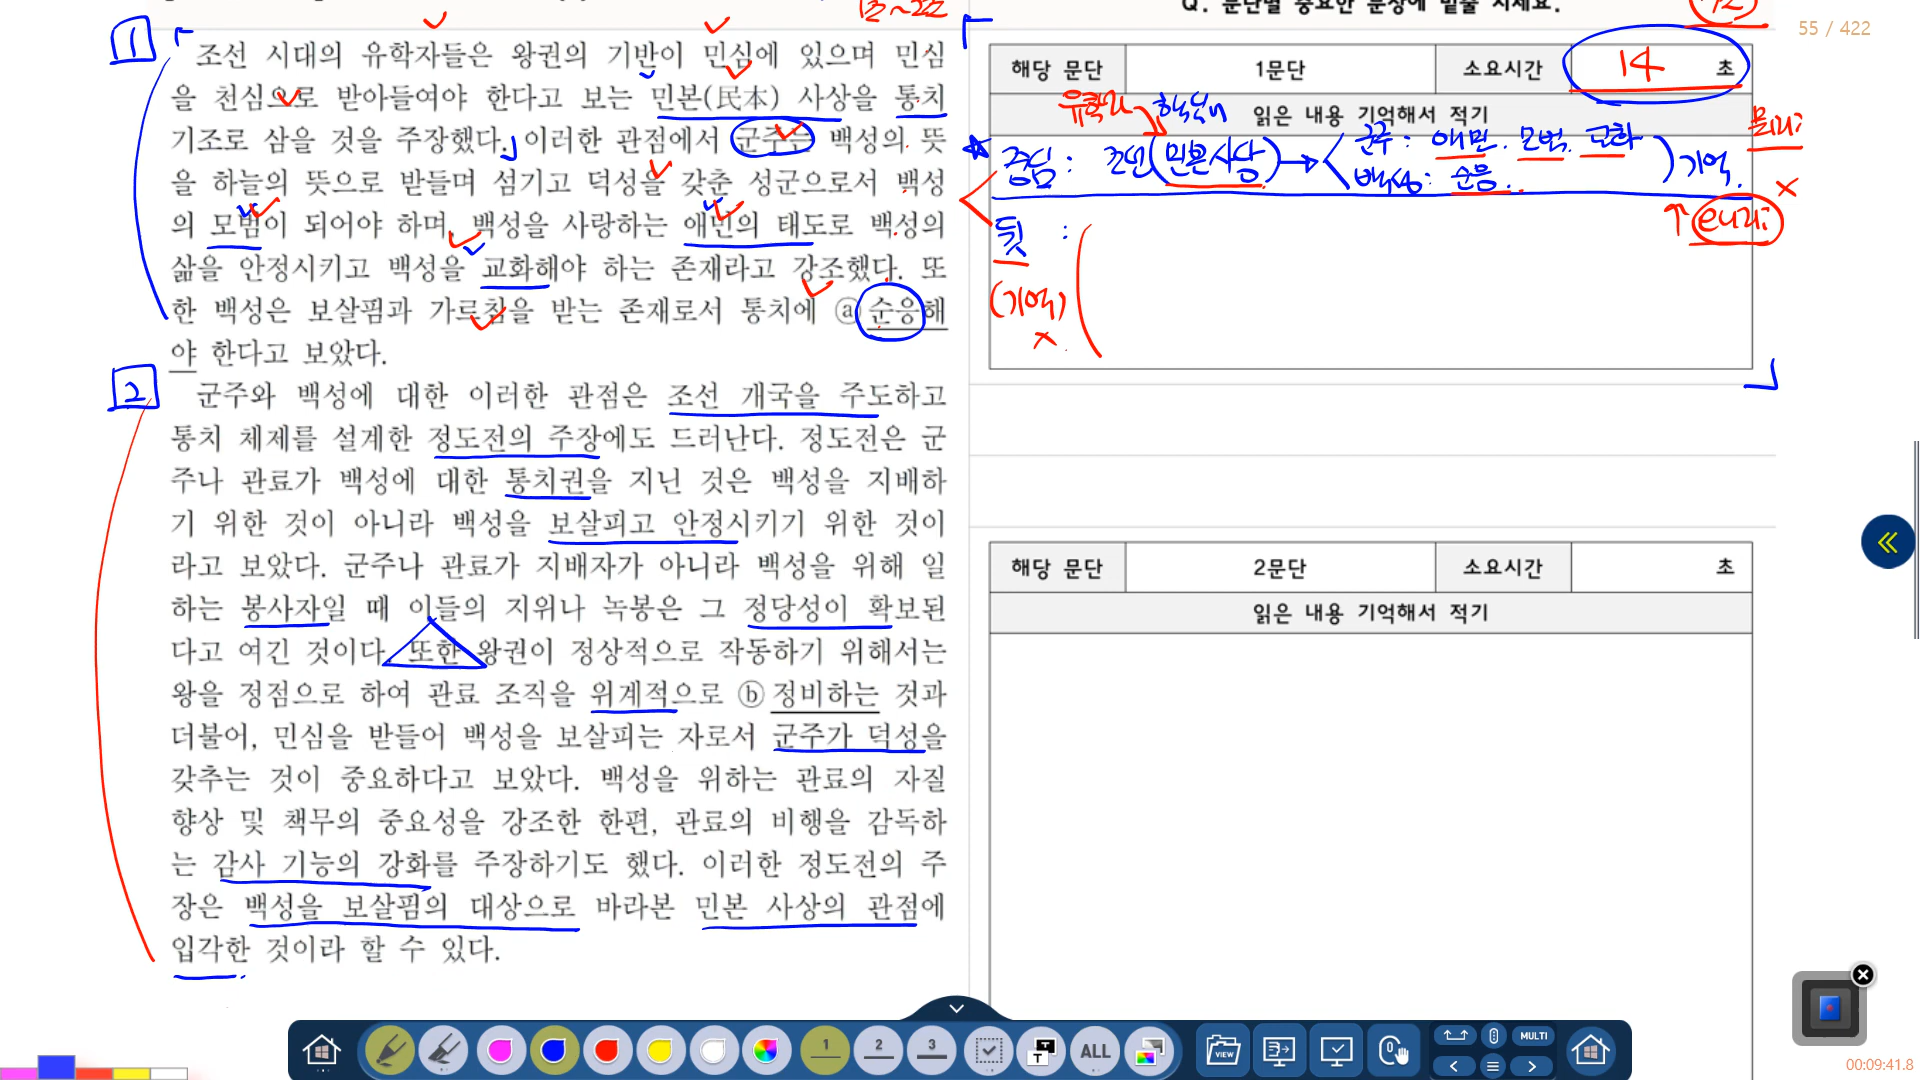 Q. 문단별 중요한 문장에 밑줄 치세요.
55 / 422
1
조선 시대의 유학자들은 왕권의 기반이 민심에 있으며 민심
을 천심으로 받아들여야 한다고 보는 민본(民本) 사상을 통치
기조로 삼을 것을 주장했다. 이러한 관점에서 군주는 백성의 뜻
을 하늘의 뜻으로 받들며 섬기고 덕성을 갖춘 성군으로서 백성
의 모범이 되어야 하며, 백성을 사랑하는 애민의 태도로 백성의
삶을 안정시키고 백성을 교화해야 하는 존재라고 강조했다. 또
한 백성은 보살핌과 가르침을 받는 존재로서 통치에 ⓐ 순응해
야 한다고 보았다.
2
군주와 백성에 대한 이러한 관점은 조선 개국을 주도하고
통치 체제를 설계한 정도전의 주장에도 드러난다. 정도전은 군
주나 관료가 백성에 대한 통치권을 지닌 것은 백성을 지배하
기 위한 것이 아니라 백성을 보살피고 안정시키기 위한 것이
라고 보았다. 군주나 관료가 지배자가 아니라 백성을 위해 일
하는 봉사자일 때 이들의 지위나 녹봉은 그 정당성이 확보된
다고 여긴 것이다. 또한 왕권이 정상적으로 작동하기 위해서는
왕을 정점으로 하여 관료 조직을 위계적으로 ⓑ 정비하는 것과
더불어, 민심을 받들어 백성을 보살피는 자로서 군주가 덕성을
갖추는 것이 중요하다고 보았다. 백성을 위하는 관료의 자질
향상 및 책무의 중요성을 강조한 한편, 관료의 비행을 감독하
는 감사 기능의 강화를 주장하기도 했다. 이러한 정도전의 주
장은 백성을 보살핌의 대상으로 바라본 민본 사상의 관점에
입각한 것이라 할 수 있다.
해당 문단 1문단 소요시간 14 초
읽은 내용 기억해서 적기
유학자
중심 : 조선(민본사상)→ 군주 : 애민. 모범. 교화
백성 : 순응. ) 기억.
뒷 :
(기억)
×
해당 문단 2문단 소요시간 초
읽은 내용 기억해서 적기
1 2 3 ALL VIEW MULTI
00:09:41.8